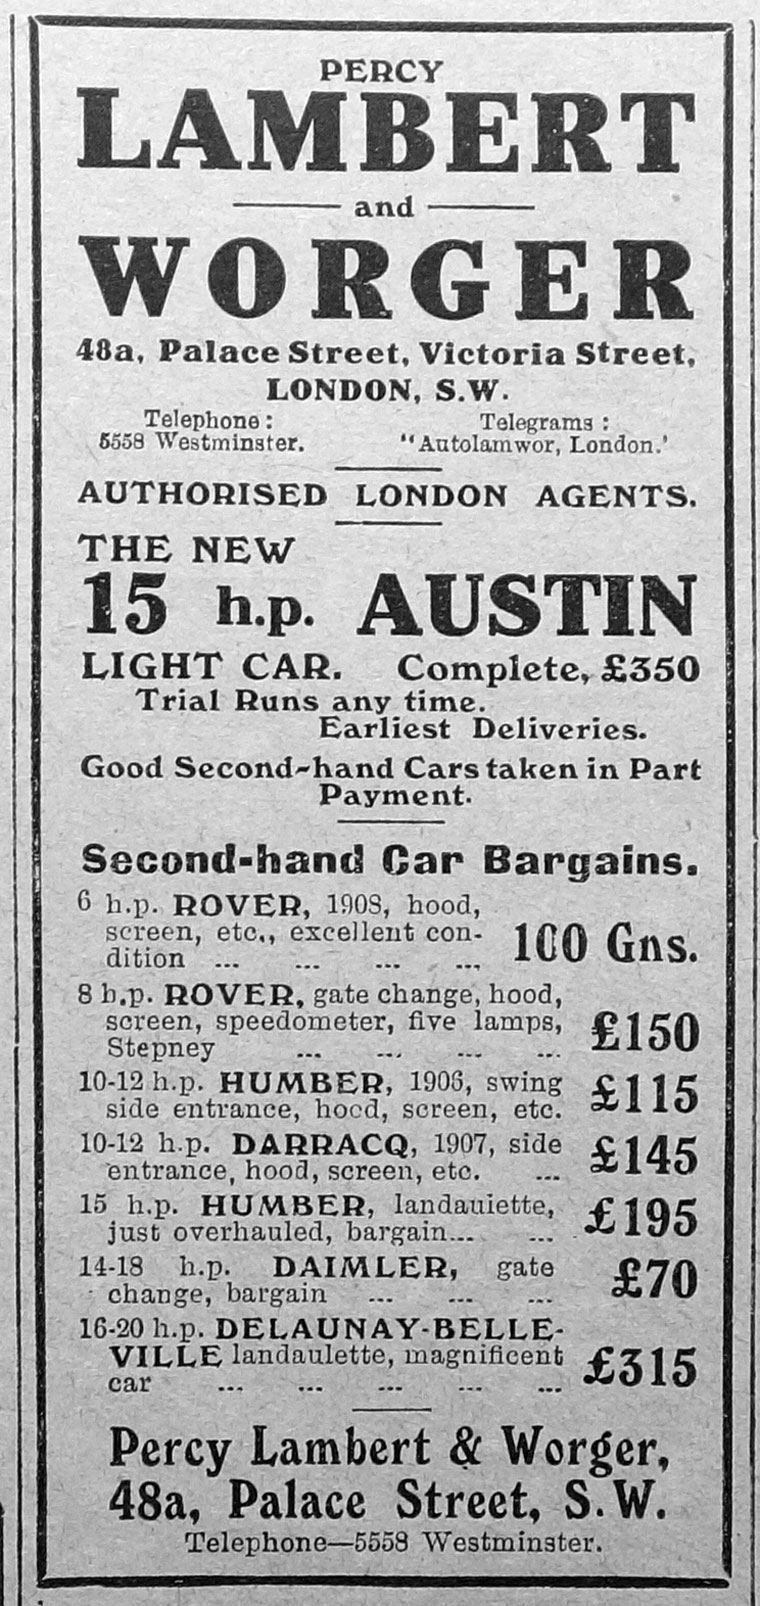 PERCY
LAMBERT
and
WORGER
48a, Palace Street, Victoria Street,
LONDON, S.W.
Telephone: Telegrams:
5558 Westminster. "Autolamwor, London.'
AUTHORISED LONDON AGENTS.
THE NEW
15 h.p. AUSTIN
LIGHT CAR. Complete, £350
Trial Runs any time.
Earliest Deliveries.
Good Second-hand Cars taken in Part
Payment.
Second-hand Car Bargains.
6 h.p. ROVER, 1908, hood,
screen, etc., excellent con-
dition ... ... ... ... 100 Gns.
8 h.p. ROVER, gate change, hood,
screen, speedometer, five lamps,
Stepney ... ... ... ... £150
10-12 h.p. HUMBER, 1906, swing
side entrance, hood, screen, etc. £115
10-12 h.p. DARRACQ, 1907, side
entrance, hood, screen, etc. ... £145
15 h.p. HUMBER, landauiette,
just overhauled, bargain... ... £195
14-18 h.p. DAIMLER, gate
change, bargain ... ... ... £70
16-20 h.p. DELAUNAY-BELLE-
VILLE landaulette, magnificent
car ... ... ... ... ... £315
Percy Lambert & Worger,
48a, Palace Street, S.W.
Telephone—5558 Westminster.